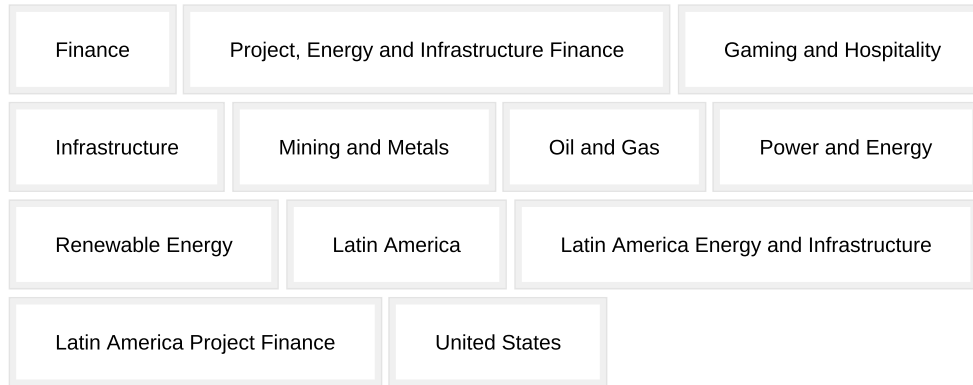 Finance Project, Energy and Infrastructure Finance Gaming and Hospitality
Infrastructure Mining and Metals Oil and Gas Power and Energy
Renewable Energy Latin America Latin America Energy and Infrastructure
Latin America Project Finance United States